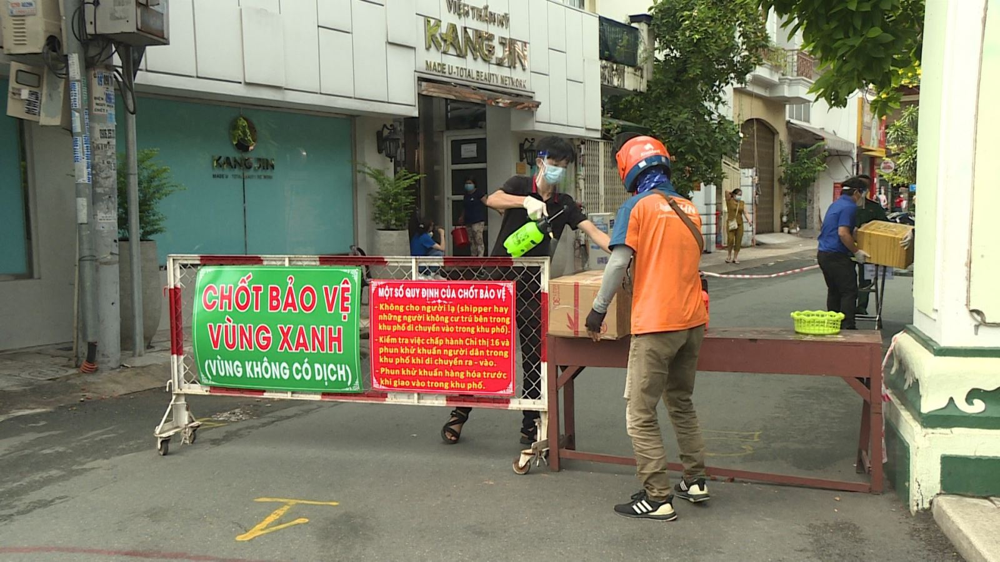 VIỆN THẨM MỸ
KANG JIN
MADE U-TOTAL BEAUTY NETWORK
KANG JIN
MADE U - TOTAL BEAUTY NETWORK
CHỐT BẢO VỆ
VÙNG XANH
(VÙNG KHÔNG CÓ DỊCH)
MỘT SỐ QUY ĐỊNH CỦA CHỐT BẢO VỆ
- Không cho người lạ (shipper hay
những người không cư trú bên trong
khu phố di chuyển vào trong khu phố).
- Kiểm tra việc chấp hành Chỉ thị 16 và
phun khử khuẩn người dân trong
khu phố khi di chuyển ra - vào.
- Phun khử khuẩn hàng hóa trước
khi giao vào trong khu phố.